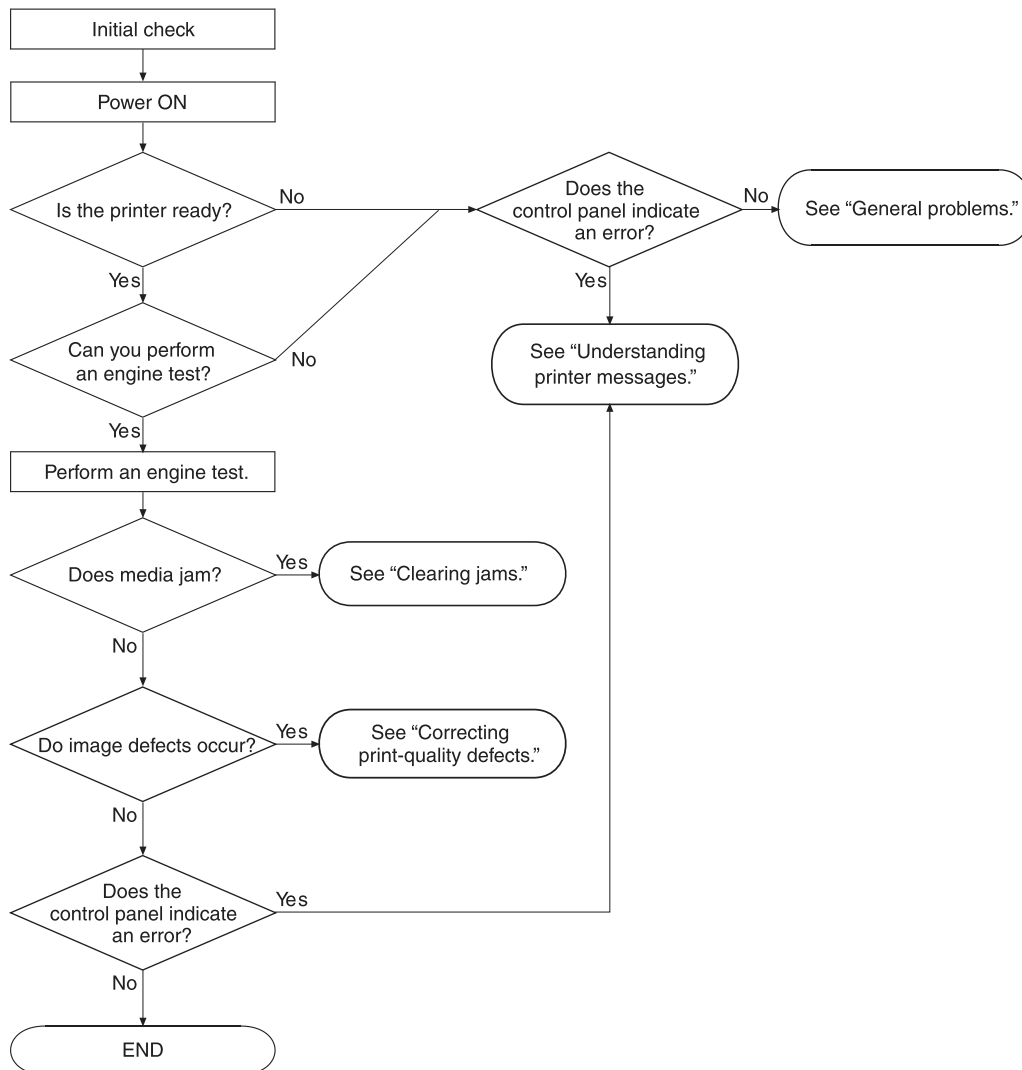 Initial check
Power ON
Is the printer ready?
No
Does the
control panel indicate
an error?
No
See “General problems.”
Yes
Yes
Can you perform
an engine test?
No
See “Understanding
printer messages.”
Yes
Perform an engine test.
Does media jam?
Yes
See “Clearing jams.”
No
Do image defects occur?
Yes
See “Correcting
print-quality defects.”
No
Does the
control panel indicate
an error?
Yes
No
END